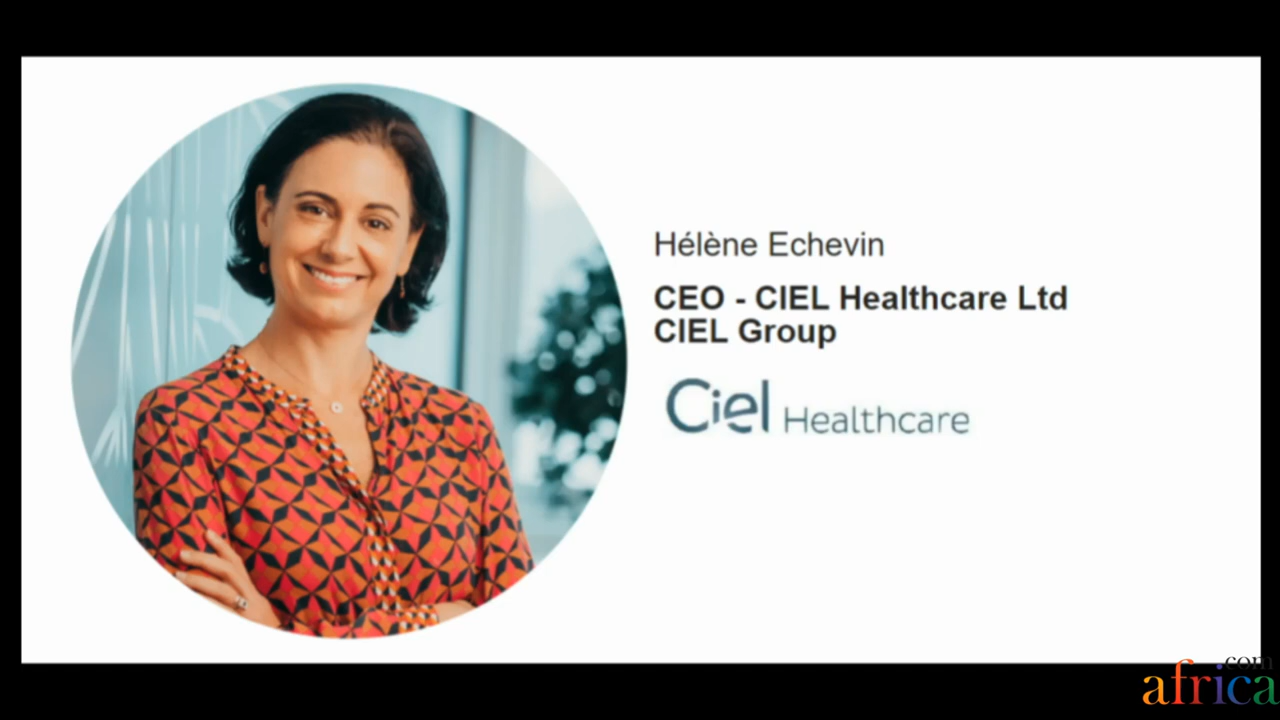 Hélène Echevin
CEO - CIEL Healthcare Ltd
CIEL Group
Ciel Healthcare
.com
africa